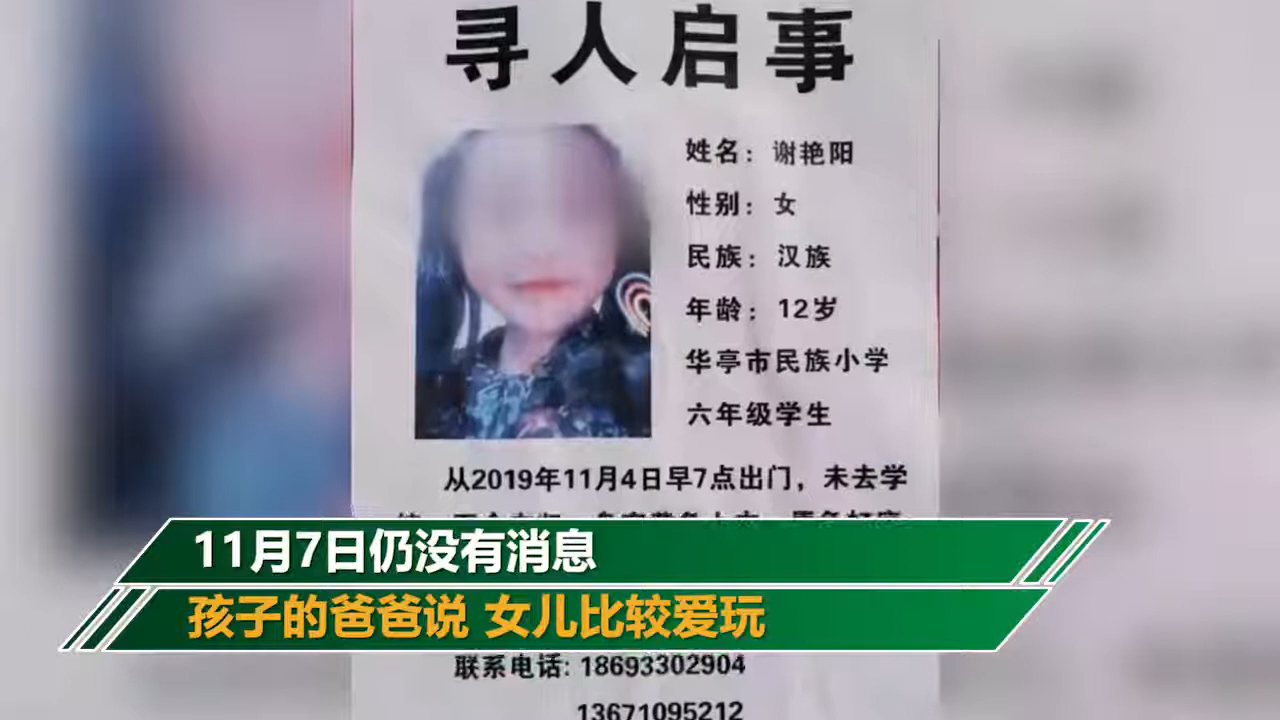 寻人启事
姓名：谢艳阳
性别：女
民族：汉族
年龄：12岁
华亭市民族小学
六年级学生
从2019年11月4日早7点出门，未去学
11月7日仍没有消息
孩子的爸爸说 女儿比较爱玩
联系电话: 18693302904
13671095212